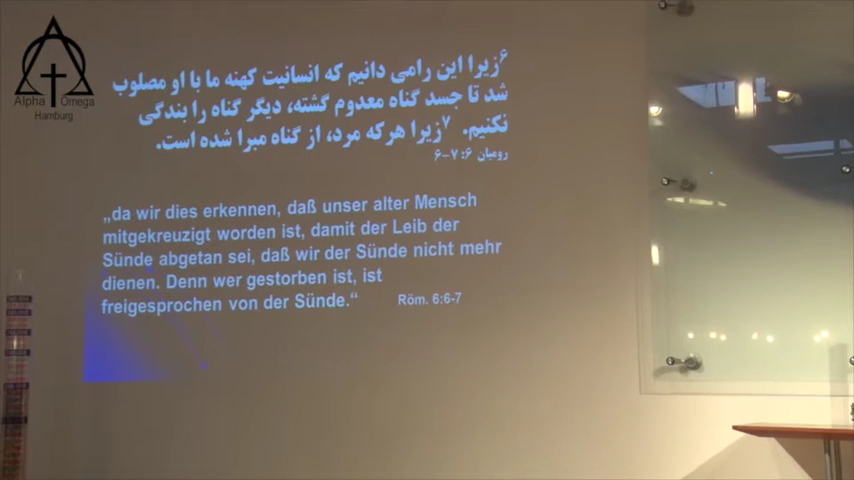 Alpha Omega
Hamburg
۶زیرا این رامی دانیم که انسانیت کهنه ما با او مصلوب
شد تا جسد گناه معدوم گشته، دیگر گناه را بندگی
نکنیم. ۷زیرا هرکه مرد، از گناه مبرا شده است.
رومیان ۶: ۷-۶
„da wir dies erkennen, daß unser alter Mensch
mitgekreuzigt worden ist, damit der Leib der
Sünde abgetan sei, daß wir der Sünde nicht mehr
dienen. Denn wer gestorben ist, ist
freigesprochen von der Sünde.“ Röm. 6:6-7